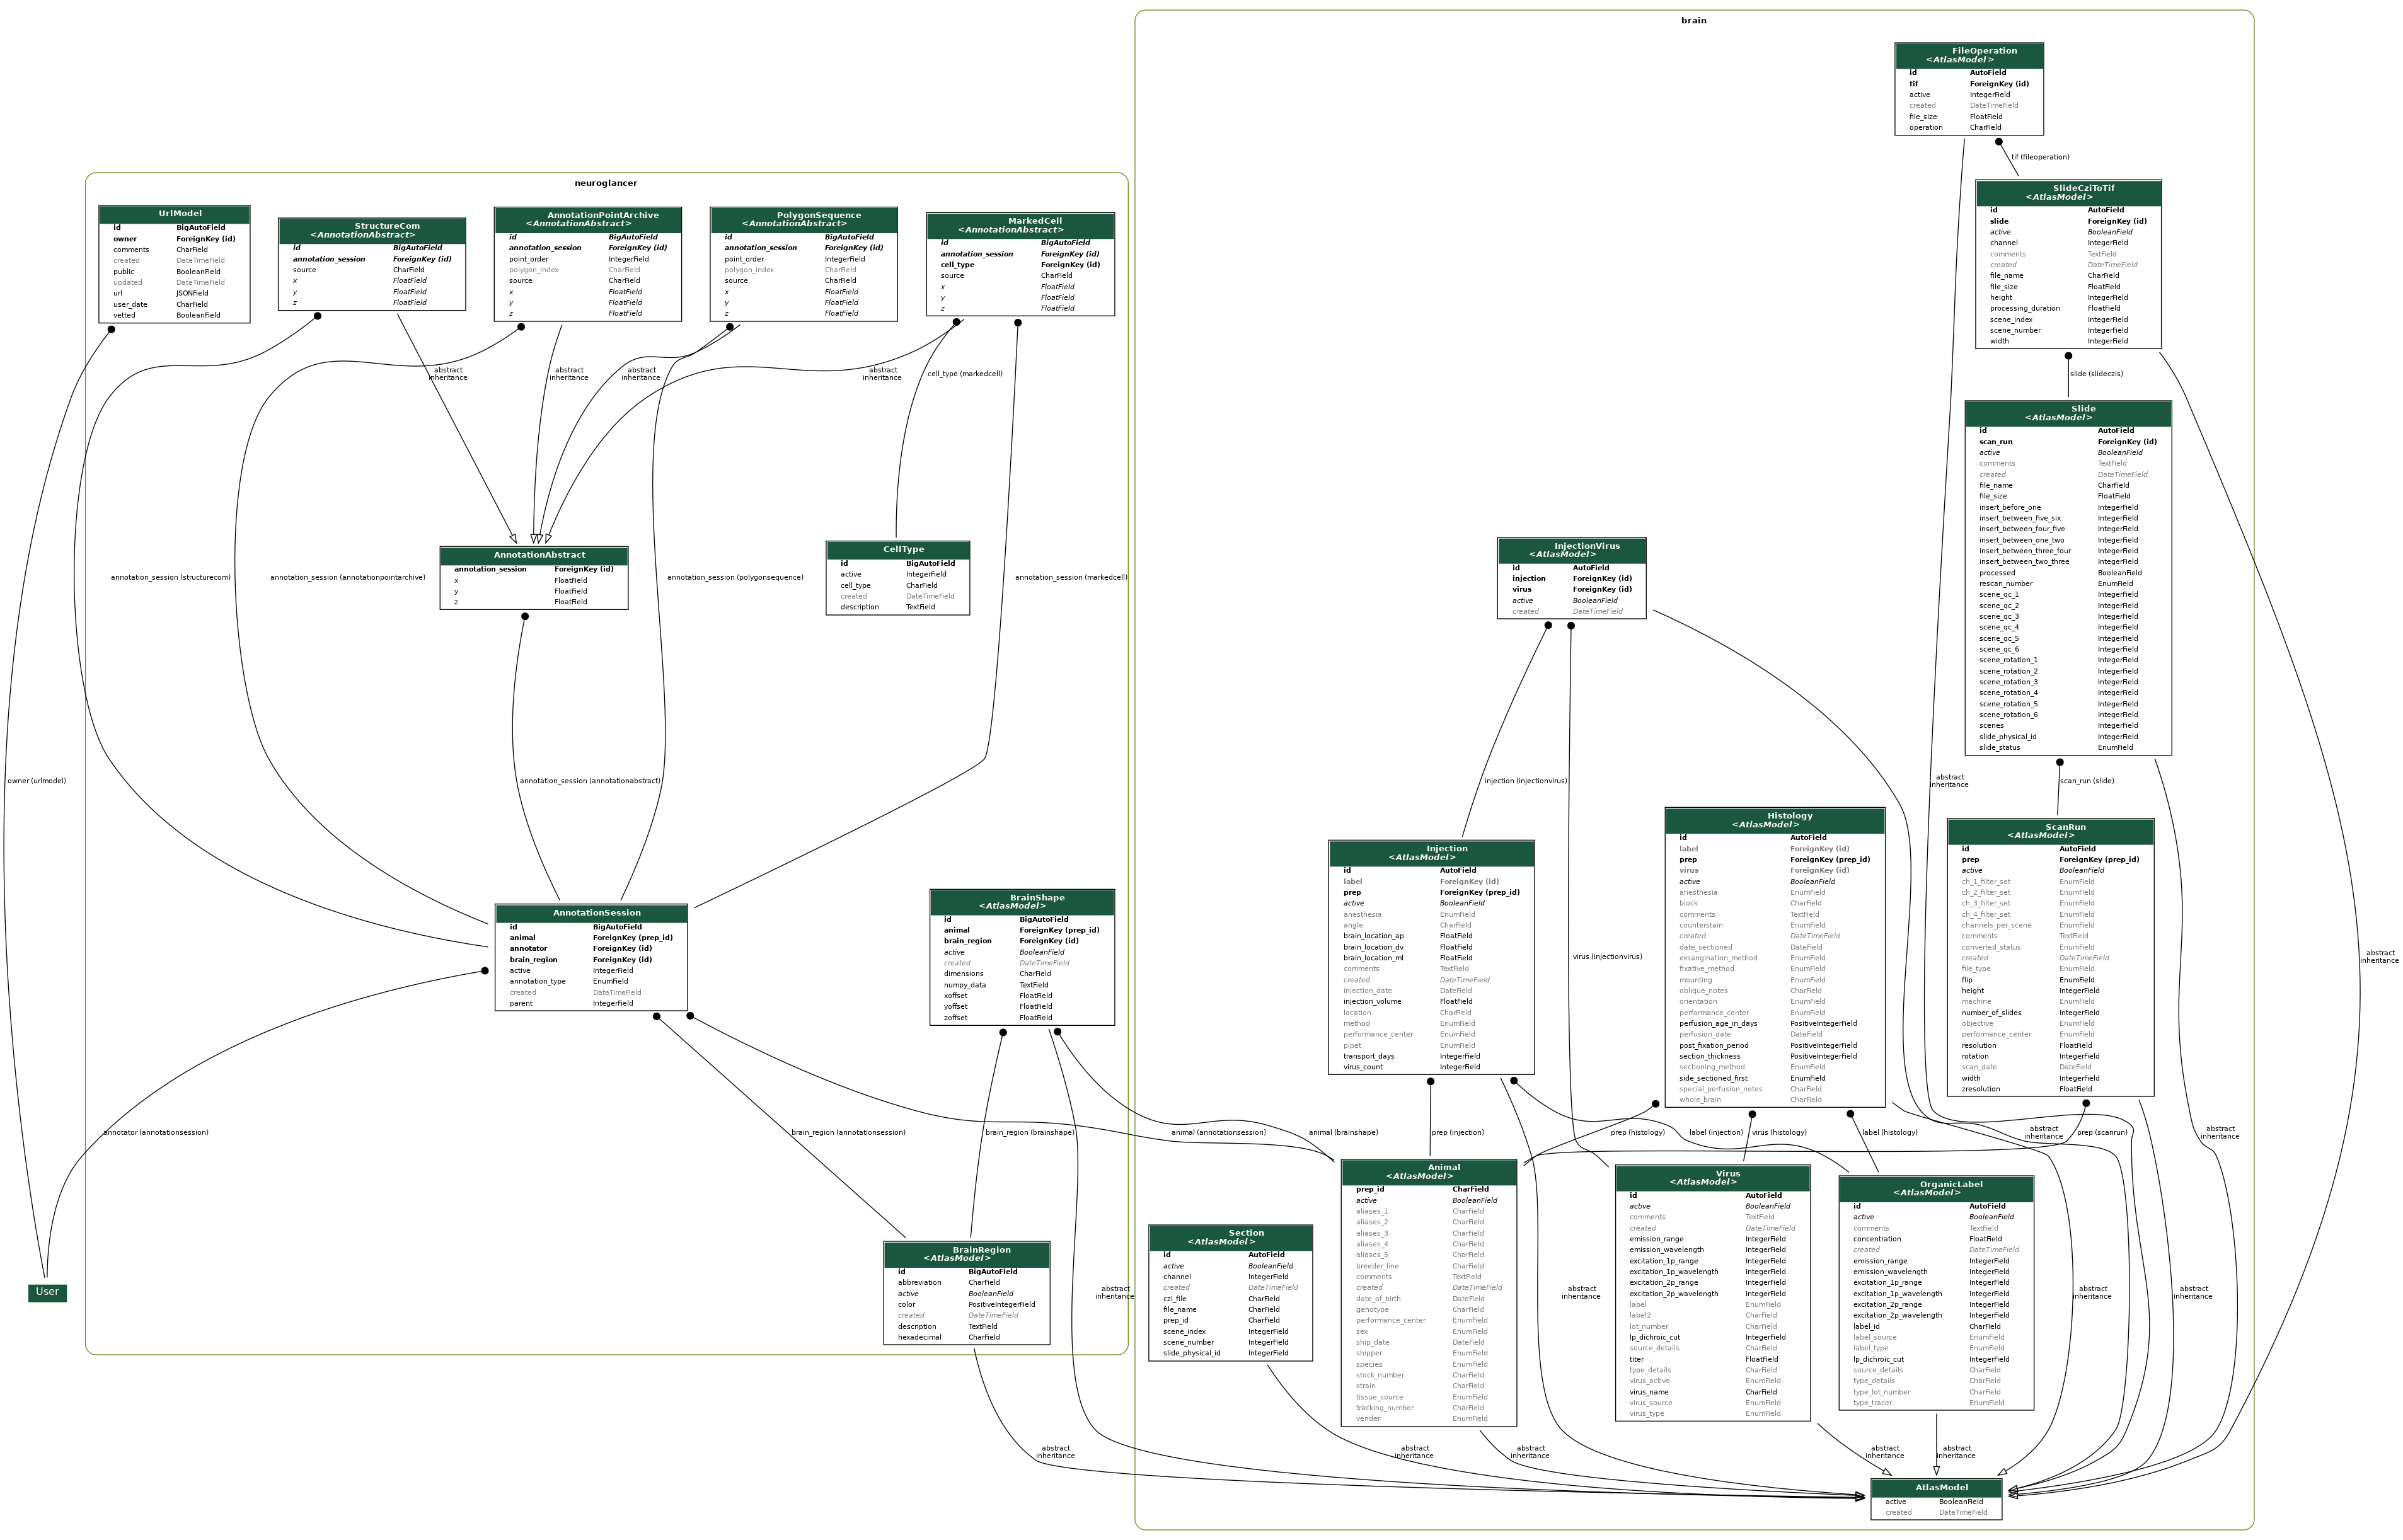 brain
FileOperation
<AtlasModel>
id AutoField
tif ForeignKey (id)
active IntegerField
created DateTimeField
file_size FloatField
operation CharField
tif (fileoperation)
SlideCziToTif
<AtlasModel>
id AutoField
slide ForeignKey (id)
active BooleanField
channel IntegerField
comments TextField
created DateTimeField
file_name CharField
file_size FloatField
height IntegerField
processing_duration FloatField
scene_index IntegerField
scene_number IntegerField
width IntegerField
slide (slideczis)
Slide
<AtlasModel>
id AutoField
scan_run ForeignKey (id)
active BooleanField
comments TextField
created DateTimeField
file_name CharField
file_size FloatField
insert_before_one IntegerField
insert_between_five_six IntegerField
insert_between_four_five IntegerField
insert_between_one_two IntegerField
insert_between_three_four IntegerField
insert_between_two_three IntegerField
processed BooleanField
rescan_number EnumField
scene_qc_1 IntegerField
scene_qc_2 IntegerField
scene_qc_3 IntegerField
scene_qc_4 IntegerField
scene_qc_5 IntegerField
scene_qc_6 IntegerField
scene_rotation_1 IntegerField
scene_rotation_2 IntegerField
scene_rotation_3 IntegerField
scene_rotation_4 IntegerField
scene_rotation_5 IntegerField
scene_rotation_6 IntegerField
scenes IntegerField
slide_physical_id IntegerField
slide_status EnumField
scan_run (slide)
abstract
inheritance
abstract
inheritance
neuroglancer
UrlModel
id BigAutoField
owner ForeignKey (id)
comments CharField
created DateTimeField
public BooleanField
updated DateTimeField
url JSONField
user_date CharField
vetted BooleanField
StructureCom
<AnnotationAbstract>
id BigAutoField
annotation_session ForeignKey (id)
source CharField
x FloatField
y FloatField
z FloatField
AnnotationPointArchive
<AnnotationAbstract>
id BigAutoField
annotation_session ForeignKey (id)
point_order IntegerField
polygon_index CharField
source CharField
x FloatField
y FloatField
z FloatField
PolygonSequence
<AnnotationAbstract>
id BigAutoField
annotation_session ForeignKey (id)
point_order IntegerField
polygon_index CharField
source CharField
x FloatField
y FloatField
z FloatField
MarkedCell
<AnnotationAbstract>
id BigAutoField
annotation_session ForeignKey (id)
cell_type ForeignKey (id)
source CharField
x FloatField
y FloatField
z FloatField
abstract
inheritance
abstract
inheritance
abstract
inheritance
abstract
inheritance
cell_type (markedcell)
AnnotationAbstract
annotation_session ForeignKey (id)
x FloatField
y FloatField
z FloatField
CellType
id BigAutoField
active IntegerField
cell_type CharField
created DateTimeField
description TextField
annotation_session (structurecom)
annotation_session (annotationpointarchive)
annotation_session (polygonsequence)
annotation_session (markedcell)
owner (urlmodel)
annotation_session (annotationabstract)
InjectionVirus
<AtlasModel>
id AutoField
injection ForeignKey (id)
virus ForeignKey (id)
active BooleanField
created DateTimeField
injection (injectionvirus)
virus (injectionvirus)
AnnotationSession
id BigAutoField
animal ForeignKey (prep_id)
annotator ForeignKey (id)
brain_region ForeignKey (id)
active IntegerField
annotation_type EnumField
created DateTimeField
parent IntegerField
BrainShape
<AtlasModel>
id BigAutoField
animal ForeignKey (prep_id)
brain_region ForeignKey (id)
active BooleanField
created DateTimeField
dimensions CharField
numpy_data TextField
xoffset FloatField
yoffset FloatField
zoffset FloatField
Injection
<AtlasModel>
id AutoField
label ForeignKey (id)
prep ForeignKey (prep_id)
active BooleanField
anesthesia EnumField
angle CharField
brain_location_ap FloatField
brain_location_dv FloatField
brain_location_ml FloatField
comments TextField
created DateTimeField
injection_date DateField
injection_volume FloatField
location CharField
method EnumField
performance_center EnumField
pipet EnumField
transport_days IntegerField
virus_count IntegerField
Histology
<AtlasModel>
id AutoField
label ForeignKey (id)
prep ForeignKey (prep_id)
virus ForeignKey (id)
active BooleanField
anesthesia EnumField
block CharField
comments TextField
counterstain EnumField
created DateTimeField
date_sectioned DateField
exsangination_method EnumField
fixative_method EnumField
mounting EnumField
oblique_notes CharField
orientation EnumField
performance_center EnumField
perfusion_age_in_days PositiveIntegerField
perfusion_date DateField
post_fixation_period PositiveIntegerField
section_thickness PositiveIntegerField
sectioning_method EnumField
side_sectioned_first EnumField
special_perfusion_notes CharField
whole_brain CharField
ScanRun
<AtlasModel>
id AutoField
prep ForeignKey (prep_id)
active BooleanField
ch_1_filter_set EnumField
ch_2_filter_set EnumField
ch_3_filter_set EnumField
ch_4_filter_set EnumField
channels_per_scene EnumField
comments TextField
converted_status EnumField
created DateTimeField
file_type EnumField
flip EnumField
height IntegerField
machine EnumField
number_of_slides IntegerField
objective EnumField
performance_center EnumField
resolution FloatField
rotation IntegerField
scan_date DateField
width IntegerField
zresolution FloatField
annotator (annotationsession)
brain_region (annotationsession)
brain_region (brainshape)
animal (annotationsession)
animal (brainshape)
prep (injection)
prep (histology)
label (injection)
virus (histology)
label (histology)
abstract
inheritance
prep (scanrun)
abstract
inheritance
User
BrainRegion
<AtlasModel>
id BigAutoField
abbreviation CharField
active BooleanField
color PositiveIntegerField
created DateTimeField
description TextField
hexadecimal CharField
abstract
inheritance
Section
<AtlasModel>
id AutoField
active BooleanField
channel IntegerField
created DateTimeField
czi_file CharField
file_name CharField
prep_id CharField
scene_index IntegerField
scene_number IntegerField
slide_physical_id IntegerField
Animal
<AtlasModel>
prep_id CharField
active BooleanField
aliases_1 CharField
aliases_2 CharField
aliases_3 CharField
aliases_4 CharField
aliases_5 CharField
breeder_line CharField
comments TextField
created DateTimeField
date_of_birth DateField
genotype CharField
performance_center EnumField
sex EnumField
ship_date DateField
shipper EnumField
species EnumField
stock_number CharField
strain CharField
tissue_source EnumField
tracking_number CharField
vender EnumField
abstract
inheritance
Virus
<AtlasModel>
id AutoField
active BooleanField
comments TextField
created DateTimeField
emission_range IntegerField
emission_wavelength IntegerField
excitation_1p_range IntegerField
excitation_1p_wavelength IntegerField
excitation_2p_range IntegerField
excitation_2p_wavelength IntegerField
label EnumField
label2 CharField
lot_number CharField
lp_dichroic_cut IntegerField
source_details CharField
titer FloatField
type_details CharField
virus_active EnumField
virus_name CharField
virus_source EnumField
virus_type EnumField
OrganicLabel
<AtlasModel>
id AutoField
active BooleanField
comments TextField
concentration FloatField
created DateTimeField
emission_range IntegerField
emission_wavelength IntegerField
excitation_1p_range IntegerField
excitation_1p_wavelength IntegerField
excitation_2p_range IntegerField
excitation_2p_wavelength IntegerField
label_id CharField
label_source EnumField
label_type EnumField
lp_dichroic_cut IntegerField
source_details CharField
type_details CharField
type_lot_number CharField
type_tracer EnumField
abstract
inheritance
abstract
inheritance
abstract
inheritance
abstract
inheritance
abstract
inheritance
abstract
inheritance
abstract
inheritance
AtlasModel
active BooleanField
created DateTimeField